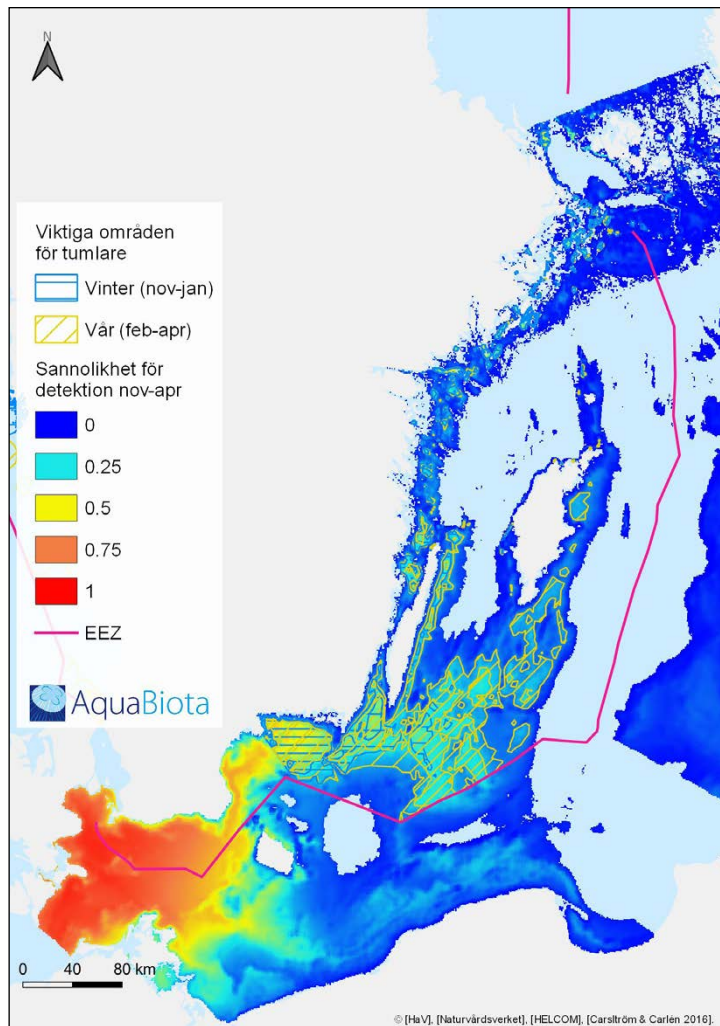 N
Viktiga områden
för tumlare
Vinter (nov-jan)
Vår (feb-apr)
Sannolikhet för
detektion nov-apr
0
0.25
0.5
0.75
1
EEZ
AquaBiota
0 40 80 km
© [HaV], [Naturvårdsverket], [HELCOM], [Carsltröm & Carlén 2016].